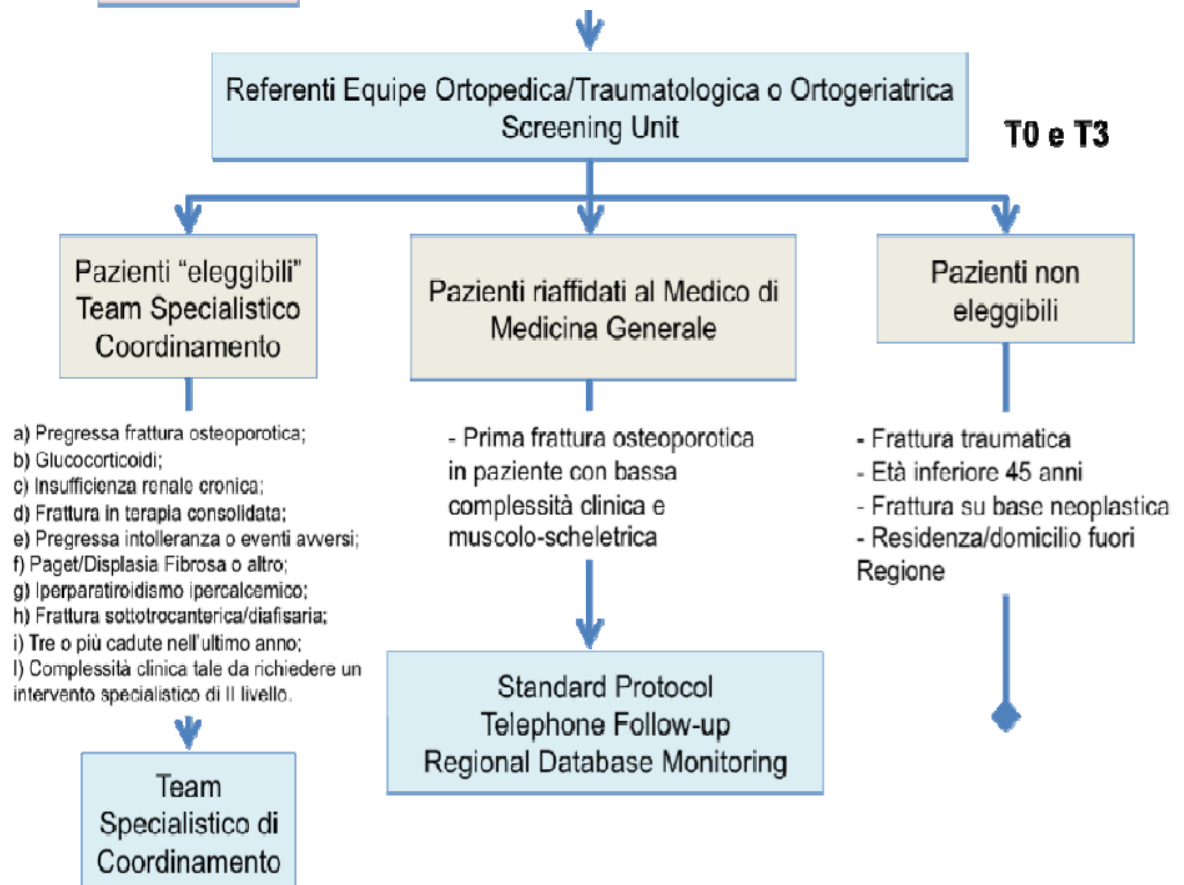 Referenti Equipe Ortopedica/Traumatologica o Ortogeriatrica
Screening Unit
T0 e T3
Pazienti “eleggibili”
Team Specialistico
Coordinamento
Pazienti riaffidati al Medico di
Medicina Generale
Pazienti non
eleggibili
a) Pregressa frattura osteoporotica;
b) Glucocorticoidi;
c) Insufficienza renale cronica;
d) Frattura in terapia consolidata;
e) Pregressa intolleranza o eventi avversi;
f) Paget/Displasia Fibrosa o altro;
g) Iperparatiroidismo ipercalcemico;
h) Frattura sottotrocanterica/diafisaria;
i) Tre o più cadute nell'ultimo anno;
l) Complessità clinica tale da richiedere un
intervento specialistico di II livello.
- Prima frattura osteoporotica
in paziente con bassa
complessità clinica e
muscolo-scheletrica
- Frattura traumatica
- Età inferiore 45 anni
- Frattura su base neoplastica
- Residenza/domicilio fuori
Regione
Standard Protocol
Telephone Follow-up
Regional Database Monitoring
Team
Specialistico di
Coordinamento